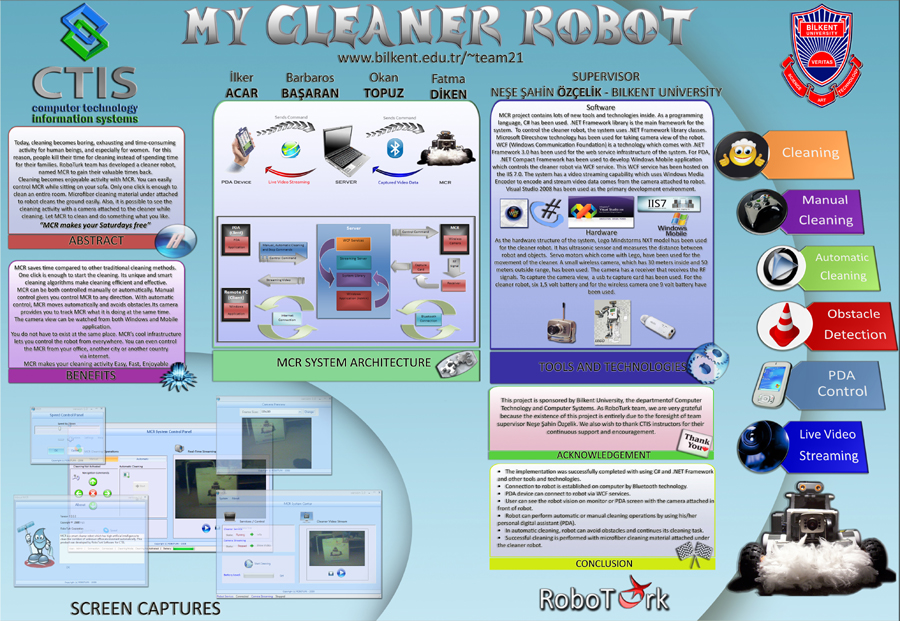 MY CLEANER ROBOT
www.bilkent.edu.tr/~team21
CTIS
computer technology
information systems
İlker
ACAR
Barbaros
BAŞARAN
Okan
TOPUZ
Fatma
DİKEN
SUPERVISOR
NEŞE ŞAHİN ÖZÇELİK - BILKENT UNIVERSITY
BİLKENT
UNIVERSITY
VERITAS
SCIENCE
ART
TECHNOLOGY
Today, cleaning becomes boring, exhausting and time-consuming
activity for human beings, and especially for women. For this
reason, people kill their time for cleaning instead of spending time
for their families. RoboTurk team has developed a cleaner robot,
named MCR to gain their valuable times back.
Cleaning becomes enjoyable activity with MCR. You can easily
control MCR while sitting on your sofa. Only one click is enough to
clean an entire room. Microfiber cleaning material under attached
to robot cleans the ground easily. Also, it is possible to see the
cleaning activity with a camera attached to the cleaner while
cleaning. Let MCR to clean and do something what you like.
"MCR makes your Saturdays free"
ABSTRACT
MCR saves time compared to other traditional cleaning methods.
One click is enough to start the cleaning. Its unique and smart
cleaning algorithms make cleaning efficient and effective.
MCR can be both controlled manually or automatically. Manual
control gives you control MCR to any direction. With automatic
control, MCR moves automatically and avoids obstacles.Its camera
provides you to track MCR what it is doing at the same time.
The camera view can be watched from both Windows and Mobile
application.
You do not have to exist at the same place. MCR's cool infrastructure
lets you control the robot from everywhere. You can even control
the MCR from your office, another city or another country,
via internet.
MCR makes your cleaning activity Easy, Fast, Enjoyable
BENEFITS
Sends Command
Sends Command
PDA DEVICE
Live Video Streaming
SERVER
Captured Video Data
MCR
PDA
(Client)
Server
MCR
Remote PC
(Client)
MCR SYSTEM ARCHITECTURE
Software
MCR project contains lots of new tools and technologies inside. As a programming
language, C# has been used. .NET Framework library is the main framework for the
system. To control the cleaner robot, the system uses .NET Framework library classes.
Microsoft Directshow technology has been used for taking camera view of the robot.
WCF (Windows Communication Foundation) is a technology which comes with .NET
Framework 3.0 has been used for the web service infrastructure of the system. For PDA,
.NET Compact Framework has been used to develop Windows Mobile application
which controls the cleaner robot via WCF service. This WCF service has been hosted on
the IIS 7.0. The system has a video streaming capability which uses Windows Media
Encoder to encode and stream video data comes from the camera attached to robot.
Visual Studio 2008 has been used as the primary development environment.
IIS7
Windows
Mobile
Hardware
As the hardware structure of the system, Lego Mindstorms NXT model has been used
for the cleaner robot. It has ultrasonic sensor and measures the distance between
robot and objects. Servo motors which come with Lego, have been used for the
movement of the cleaner. A small wireless camera, which has 10 meters inside and 50
meters outside range, has been used. The camera has a receiver that receives the RF
signals. To capture the camera view, a usb tv capture card has been used. For the
cleaner robot, six 1,5 volt battery and for the wireless camera one 9 volt battery have
been used.
TOOLS AND TECHNOLOGIES
This project is sponsored by Bilkent University, the departmentof Computer
Technology and Computer Systems. As RoboTurk team, we are very grateful
because the existence of this project is entirely due to the foresight of team
supervisor Neşe Şahin Özçelik. We also wish to thank CTIS instructors for their
continuous support and encouragement.
Thank
You
ACKNOWLEDGEMENT
• The implementation was successfully completed with using C# and .NET Framework
and other tools and technologies.
• Connection to robot is established on computer by Bluetooth technology.
• PDA device can connect to robot via WCF services.
• User can see the robot vision on monitor or PDA screen with the camera attached in
front of robot.
• Robot can perform automatic or manual cleaning operations by using his/her
personal digital assistant (PDA).
• In automatic cleaning, robot can avoid obstacles and continues its cleaning task.
• Successful cleaning is performed with microfiber cleaning material attached under
the cleaner robot.
CONCLUSION
Cleaning
Manual
Cleaning
Automatic
Cleaning
Obstacle
Detection
PDA
Control
Live Video
Streaming
MCR System Control Panel
SCREEN CAPTURES
RoboTurk